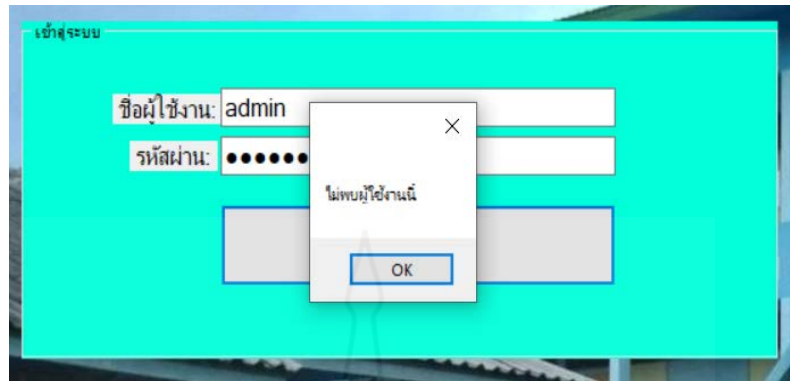 เข้าสู่ระบบ
ชื่อผู้ใช้งาน: admin
รหัสผ่าน: ●●●●●●
ไม่พบผู้ใช้งานนี้
OK